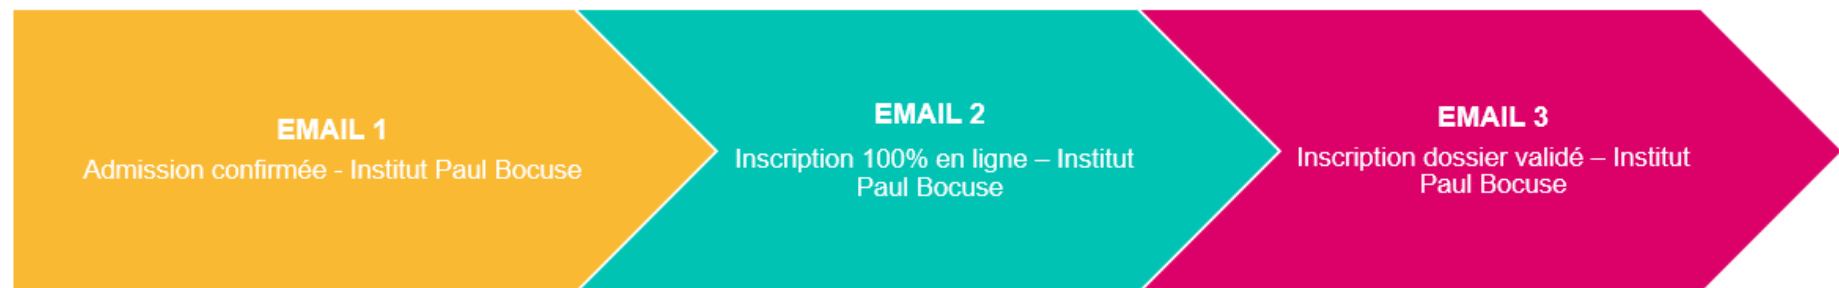 EMAIL 1
Admission confirmée - Institut Paul Bocuse
EMAIL 2
Inscription 100% en ligne – Institut
Paul Bocuse
EMAIL 3
Inscription dossier validé – Institut
Paul Bocuse